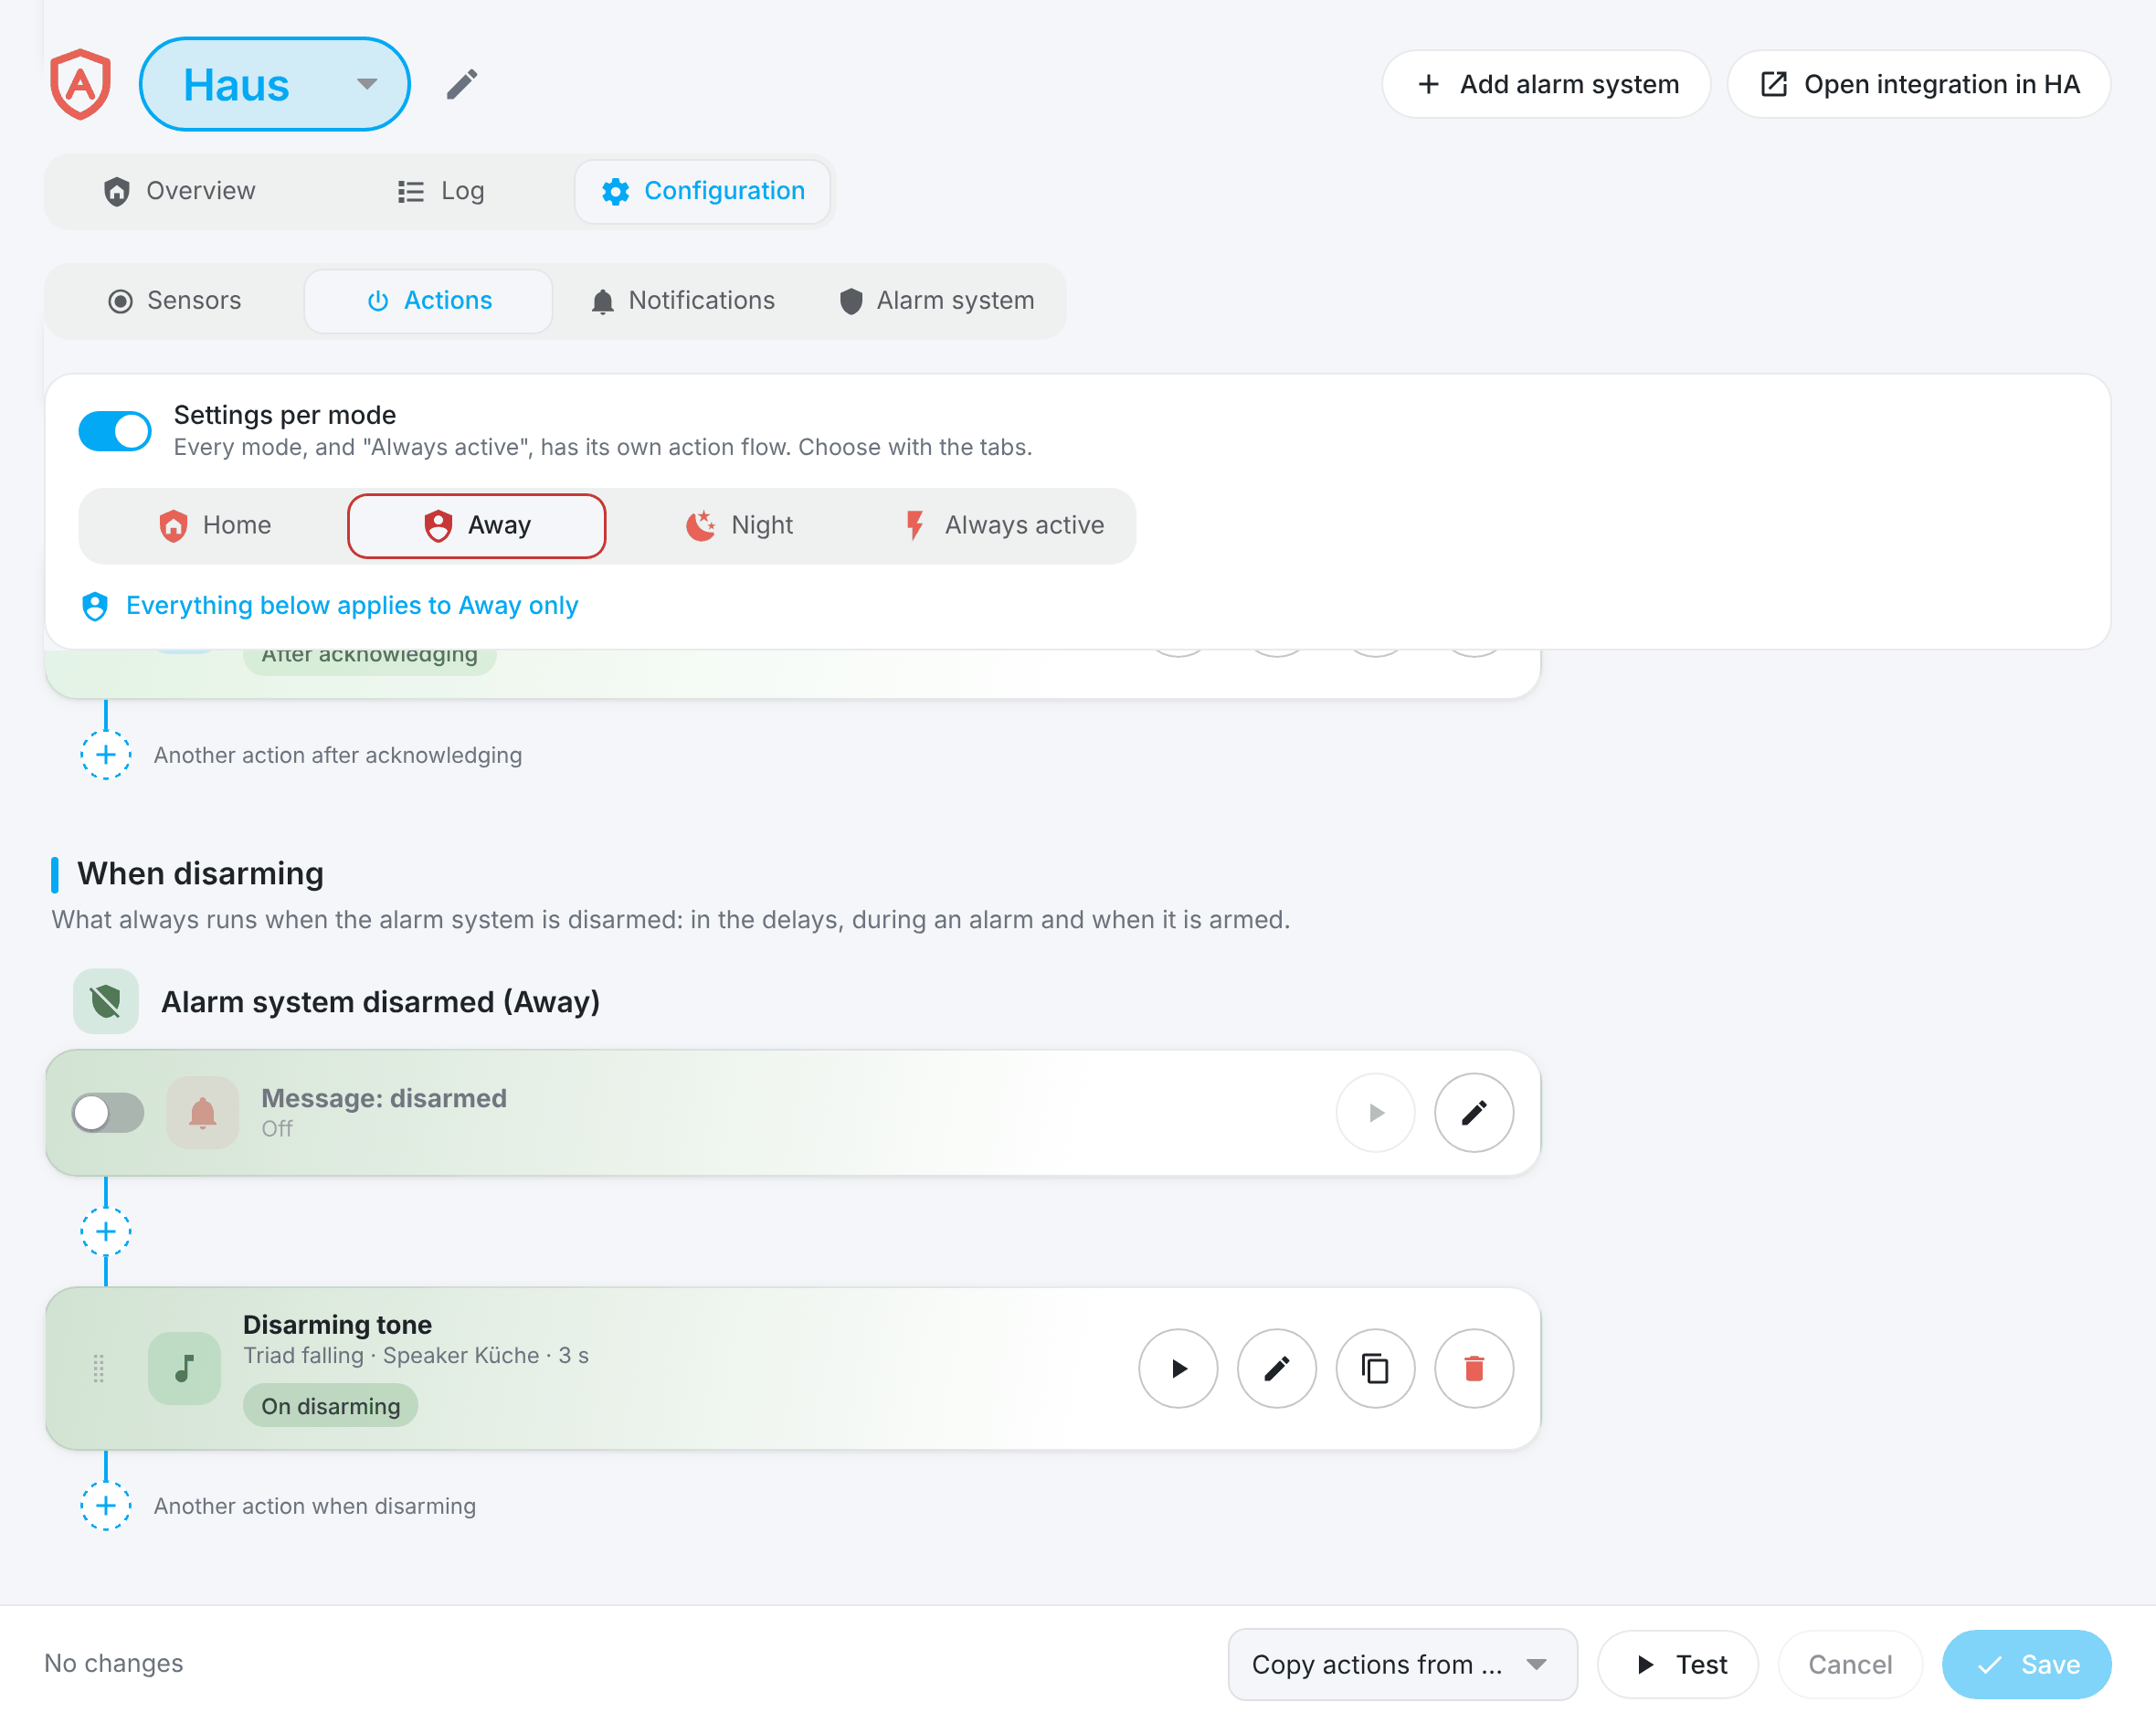 Haus
Add alarm system
Open integration in HA
Overview
Log
Configuration
Sensors
Actions
Notifications
Alarm system
Settings per mode
Every mode, and "Always active", has its own action flow. Choose with the tabs.
Home
Away
Night
Always active
Everything below applies to Away only
After acknowledging
Another action after acknowledging
When disarming
What always runs when the alarm system is disarmed: in the delays, during an alarm and when it is armed.
Alarm system disarmed (Away)
Message: disarmed
Off
Disarming tone
Triad falling · Speaker Küche · 3 s
On disarming
Another action when disarming
No changes
Copy actions from ...
Test
Cancel
Save